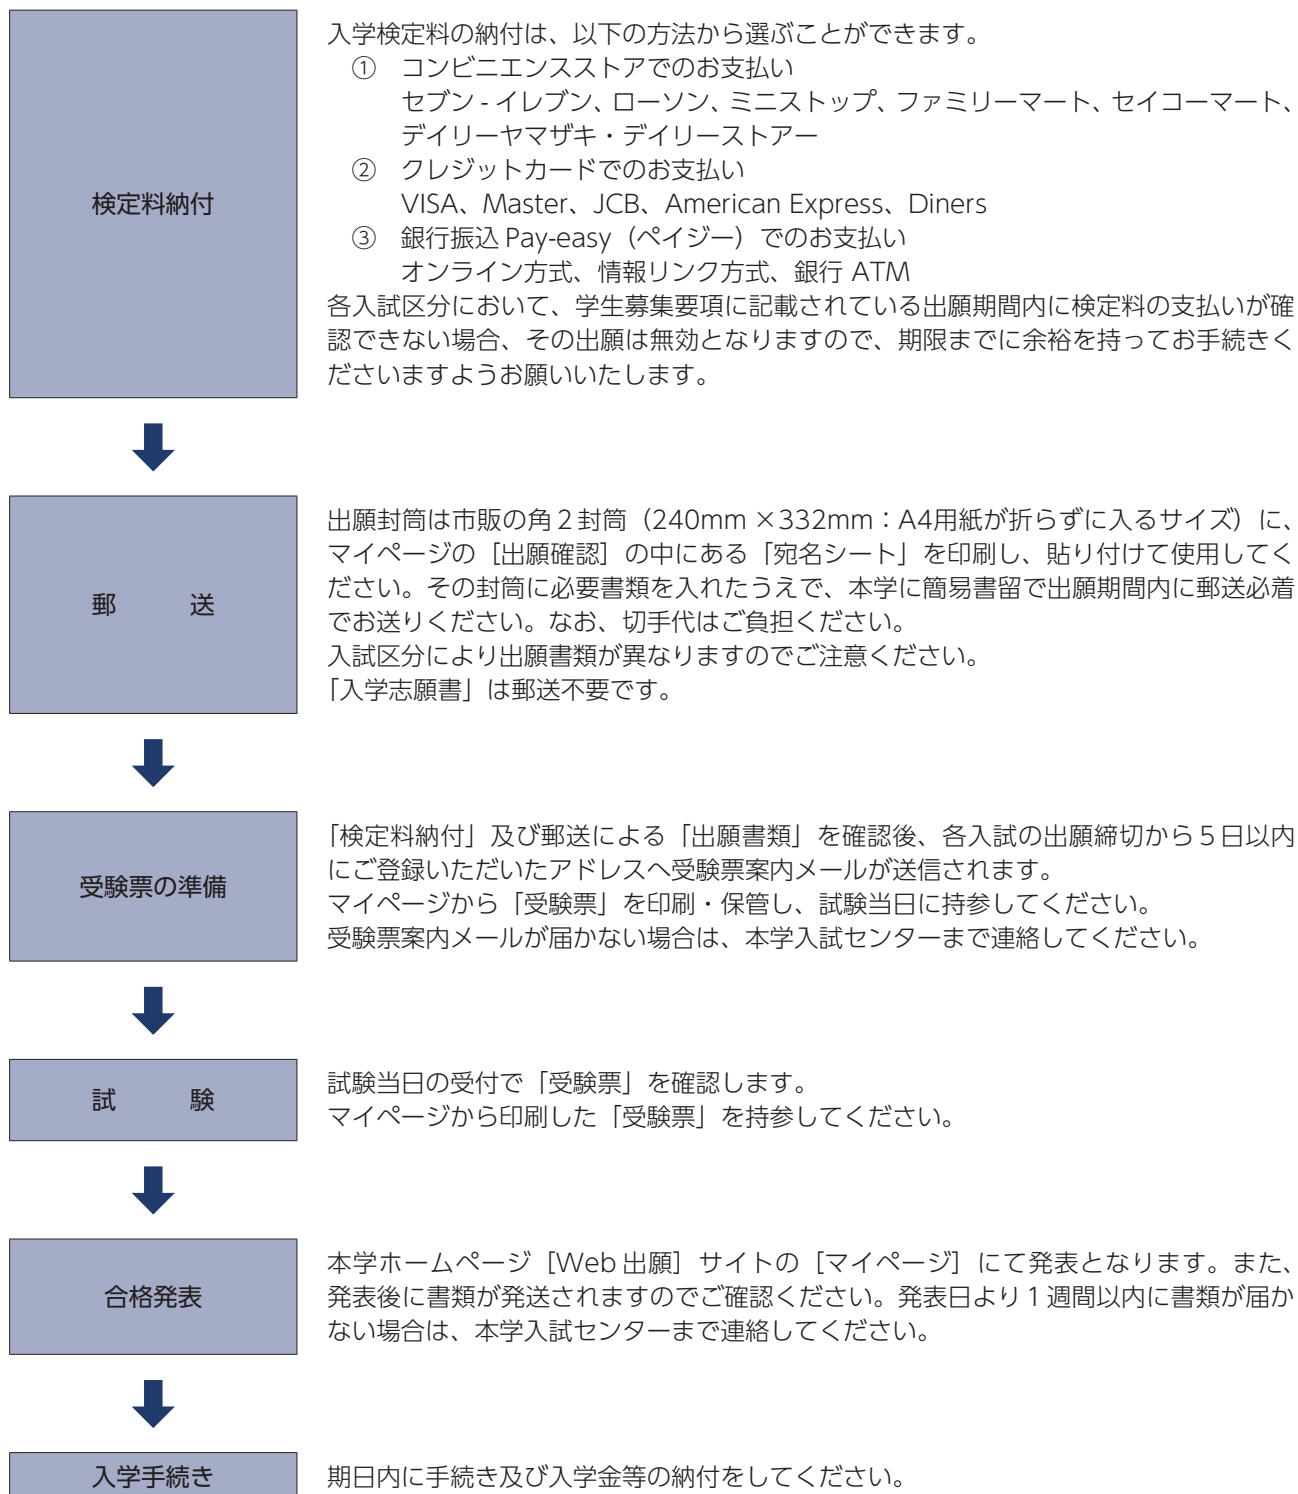 検定料納付
入学検定料の納付は、以下の方法から選ぶことができます。
① コンビニエンスストアでのお支払い
セブン - イレブン、ローソン、ミニストップ、ファミリーマート、セイコーマート、
デイリーヤマザキ・デイリーストアー
② クレジットカードでのお支払い
VISA、Master、JCB、American Express、Diners
③ 銀行振込 Pay-easy（ペイジー）でのお支払い
オンライン方式、情報リンク方式、銀行 ATM
各入試区分において、学生募集要項に記載されている出願期間内に検定料の支払いが確
認できない場合、その出願は無効となりますので、期限までに余裕を持ってお手続きく
ださいますようお願いいたします。
郵 送
出願封筒は市販の角２封筒（240mm ×332mm：A4用紙が折らずに入るサイズ）に、
マイページの［出願確認］の中にある「宛名シート」を印刷し、貼り付けて使用してく
ださい。その封筒に必要書類を入れたうえで、本学に簡易書留で出願期間内に郵送必着
でお送りください。なお、切手代はご負担ください。
入試区分により出願書類が異なりますのでご注意ください。
「入学志願書」は郵送不要です。
受験票の準備
「検定料納付」及び郵送による「出願書類」を確認後、各入試の出願締切から５日以内
にご登録いただいたアドレスへ受験票案内メールが送信されます。
マイページから「受験票」を印刷・保管し、試験当日に持参してください。
受験票案内メールが届かない場合は、本学入試センターまで連絡してください。
試 験
試験当日の受付で「受験票」を確認します。
マイページから印刷した「受験票」を持参してください。
合格発表
本学ホームページ［Web 出願］サイトの［マイページ］にて発表となります。また、
発表後に書類が発送されますのでご確認ください。発表日より１週間以内に書類が届か
ない場合は、本学入試センターまで連絡してください。
入学手続き
期日内に手続き及び入学金等の納付をしてください。